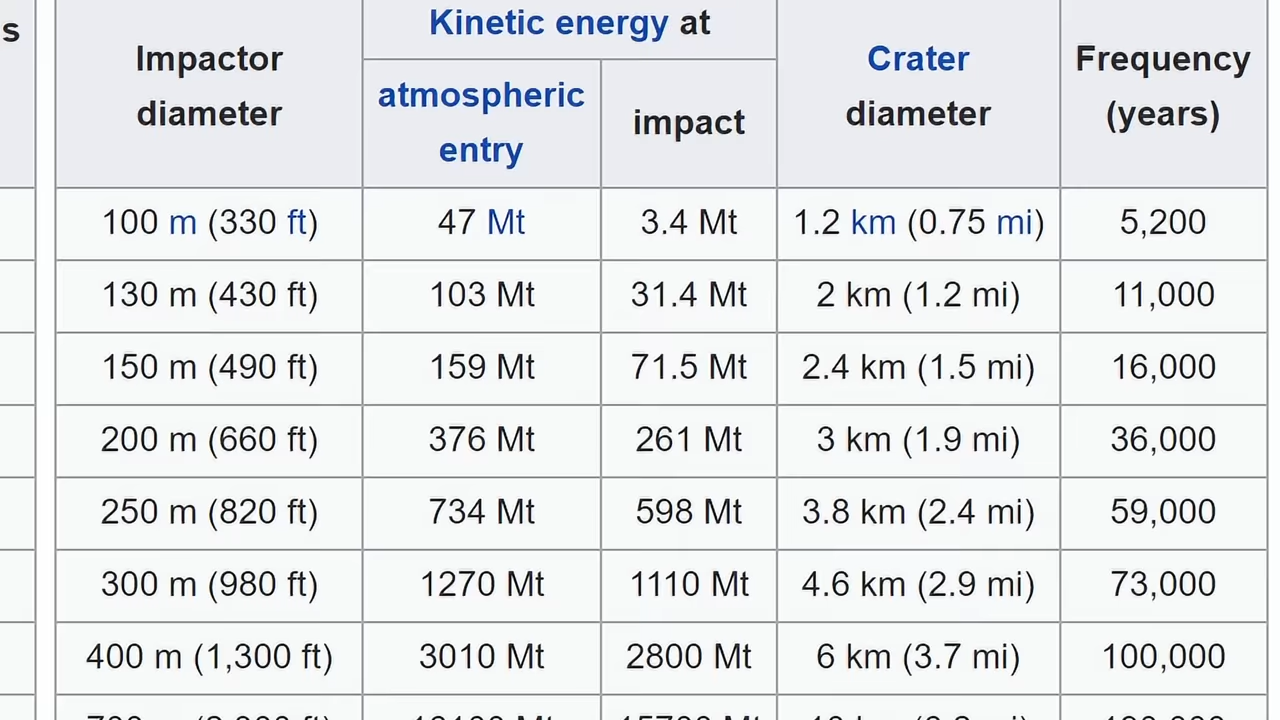 s
Impactor
diameter
Kinetic energy at
atmospheric
entry
impact
Crater
diameter
Frequency
(years)
100 m (330 ft) 47 Mt 3.4 Mt 1.2 km (0.75 mi) 5,200
130 m (430 ft) 103 Mt 31.4 Mt 2 km (1.2 mi) 11,000
150 m (490 ft) 159 Mt 71.5 Mt 2.4 km (1.5 mi) 16,000
200 m (660 ft) 376 Mt 261 Mt 3 km (1.9 mi) 36,000
250 m (820 ft) 734 Mt 598 Mt 3.8 km (2.4 mi) 59,000
300 m (980 ft) 1270 Mt 1110 Mt 4.6 km (2.9 mi) 73,000
400 m (1,300 ft) 3010 Mt 2800 Mt 6 km (3.7 mi) 100,000